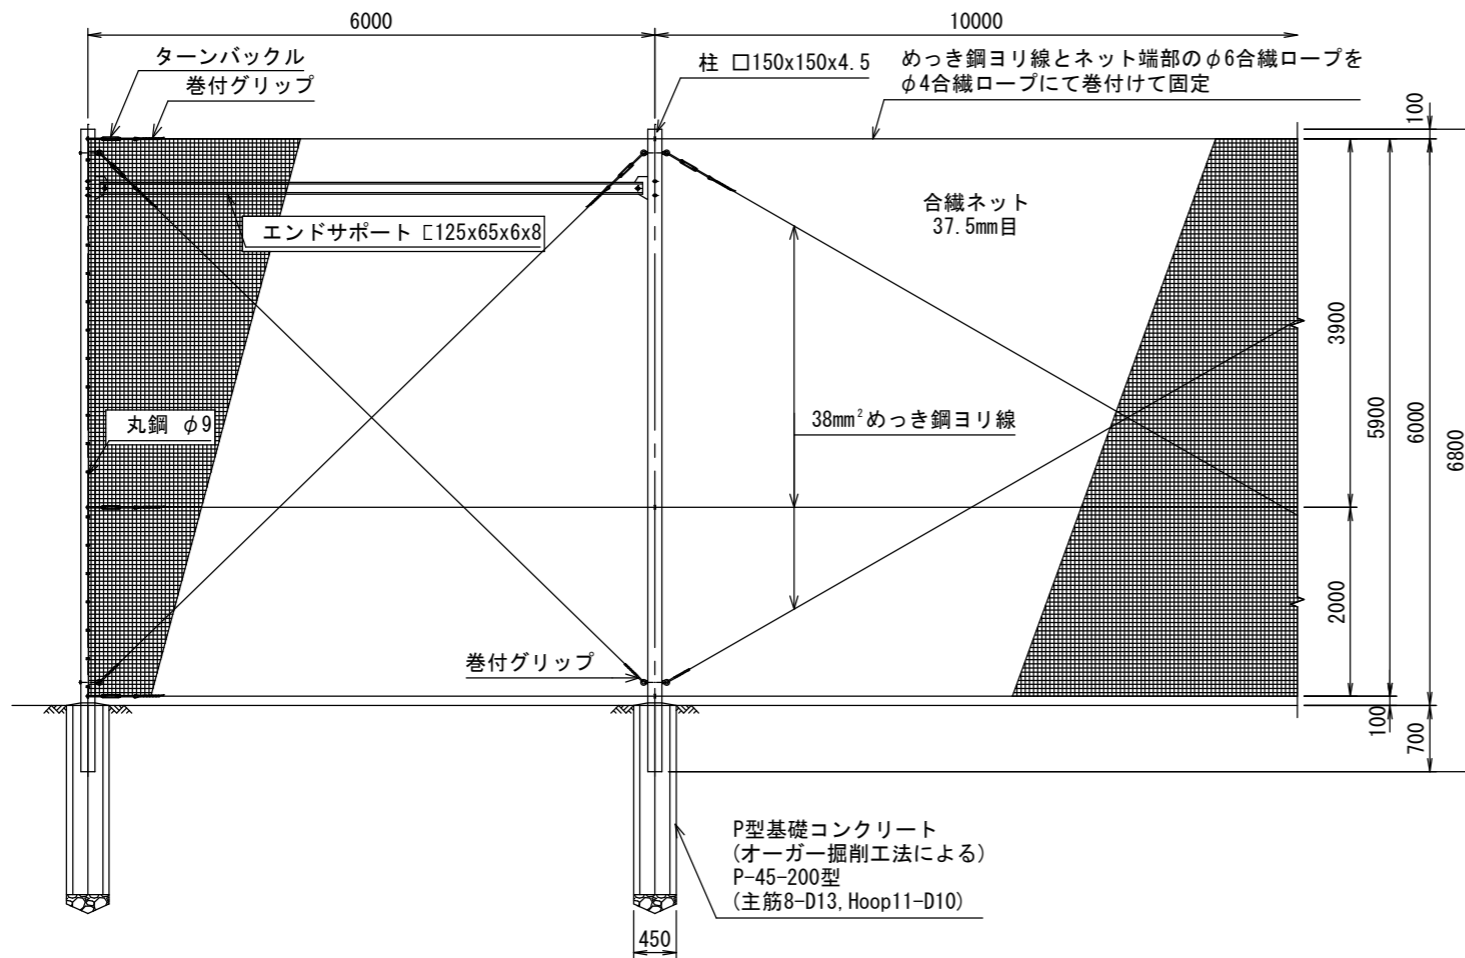 6000
10000
ターンバックル
巻付グリップ
柱 □150x150x4.5
めっき鋼ヨリ線とネット端部のφ6合繊ロープを
φ4合繊ロープにて巻付けて固定
100
エンドサポート ⊏125x65x6x8
合繊ネット
37.5mm目
3900
5900
6000
6800
丸鋼 φ9
38mm²めっき鋼ヨリ線
2000
巻付グリップ
100
700
P型基礎コンクリート
(オーガー掘削工法による)
P-45-200型
(主筋8-D13,Hoop11-D10)
450